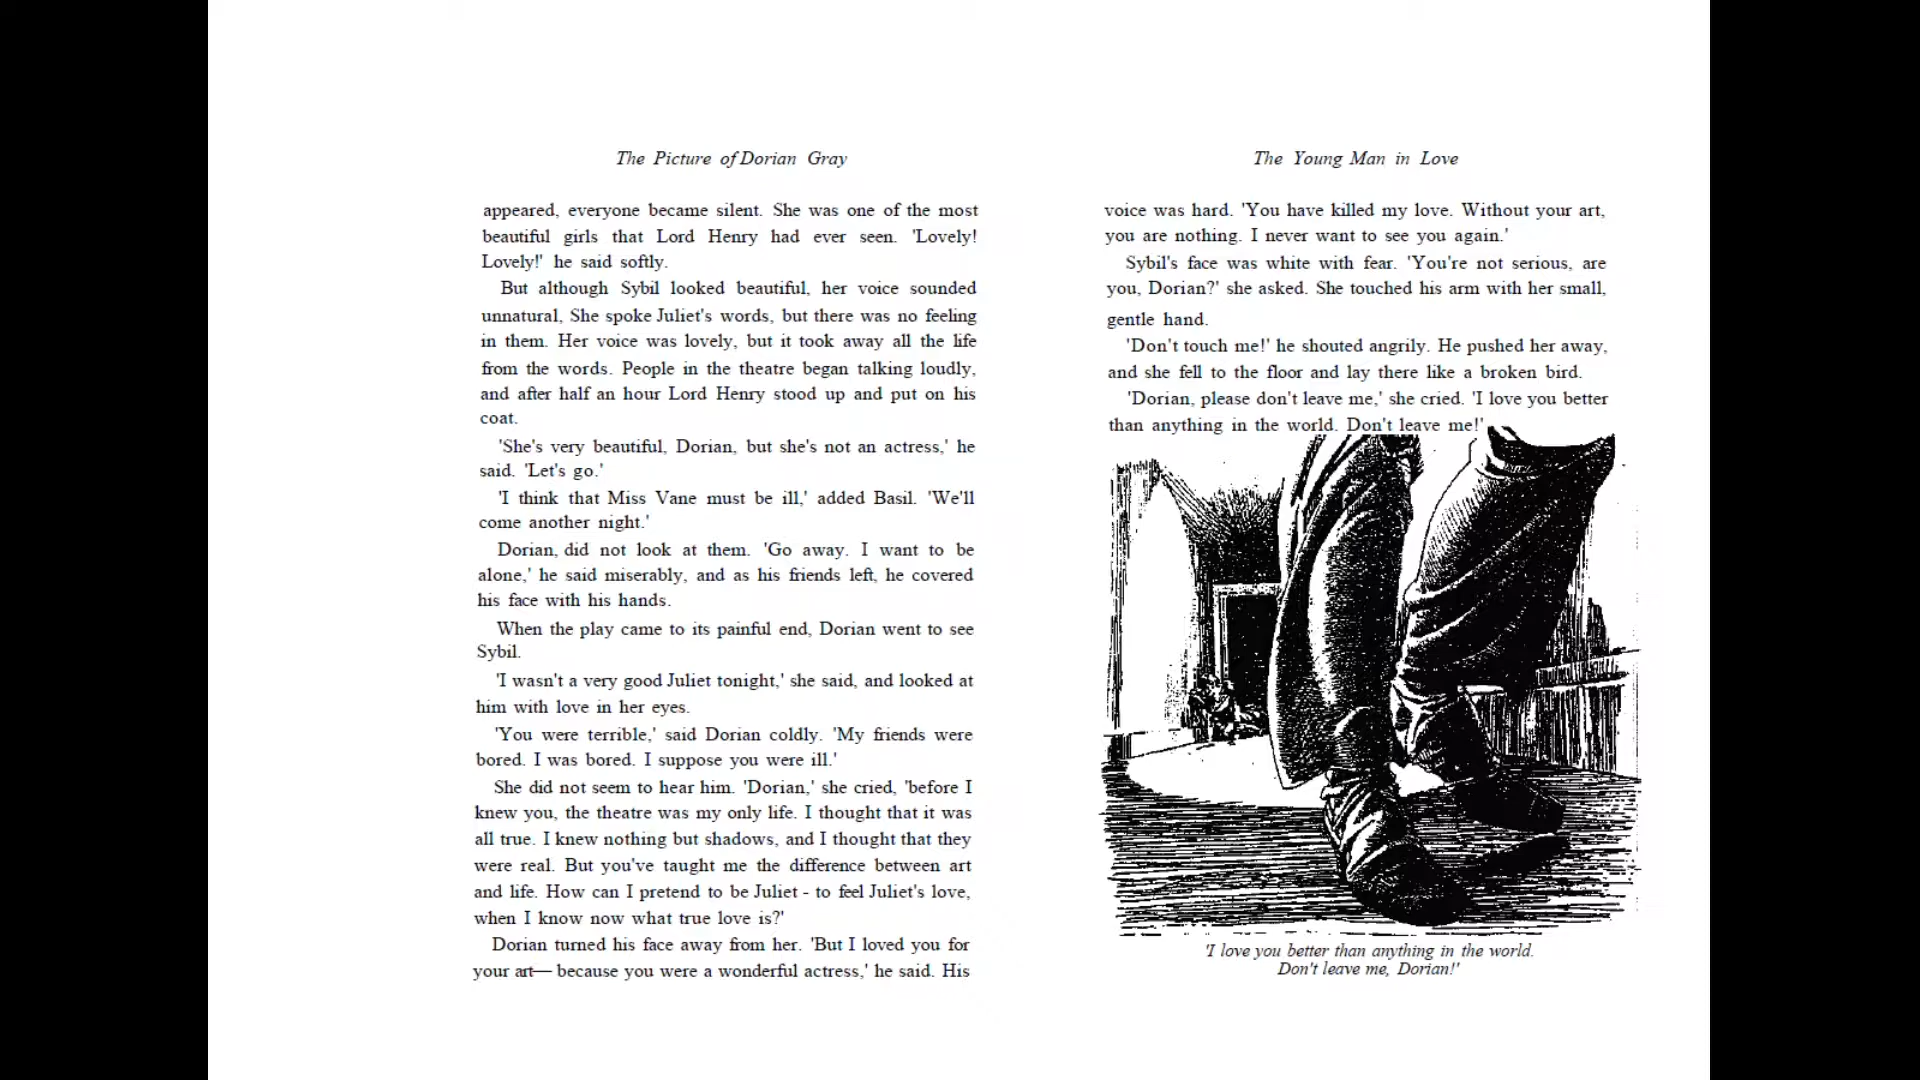 The Picture of Dorian Gray
appeared, everyone became silent. She was one of the most
beautiful girls that Lord Henry had ever seen. 'Lovely!
Lovely!' he said softly.
But although Sybil looked beautiful, her voice sounded
unnatural, She spoke Juliet's words, but there was no feeling
in them. Her voice was lovely, but it took away all the life
from the words. People in the theatre began talking loudly,
and after half an hour Lord Henry stood up and put on his
coat.
'She's very beautiful, Dorian, but she's not an actress,' he
said. 'Let's go.'
'I think that Miss Vane must be ill,' added Basil. 'We'll
come another night.'
Dorian, did not look at them. 'Go away. I want to be
alone,' he said miserably, and as his friends left, he covered
his face with his hands.
When the play came to its painful end, Dorian went to see
Sybil.
'I wasn't a very good Juliet tonight,' she said, and looked at
him with love in her eyes.
'You were terrible,' said Dorian coldly. 'My friends were
bored. I was bored. I suppose you were ill.'
She did not seem to hear him. 'Dorian,' she cried, 'before I
knew you, the theatre was my only life. I thought that it was
all true. I knew nothing but shadows, and I thought that they
were real. But you've taught me the difference between art
and life. How can I pretend to be Juliet - to feel Juliet's love,
when I know now what true love is?'
Dorian turned his face away from her. 'But I loved you for
your art— because you were a wonderful actress,' he said. His
The Young Man in Love
voice was hard. 'You have killed my love. Without your art,
you are nothing. I never want to see you again.'
Sybil's face was white with fear. 'You're not serious, are
you, Dorian?' she asked. She touched his arm with her small,
gentle hand.
'Don't touch me!' he shouted angrily. He pushed her away,
and she fell to the floor and lay there like a broken bird.
'Dorian, please don't leave me,' she cried. 'I love you better
than anything in the world. Don't leave me!'
'I love you better than anything in the world.
Don't leave me, Dorian!'